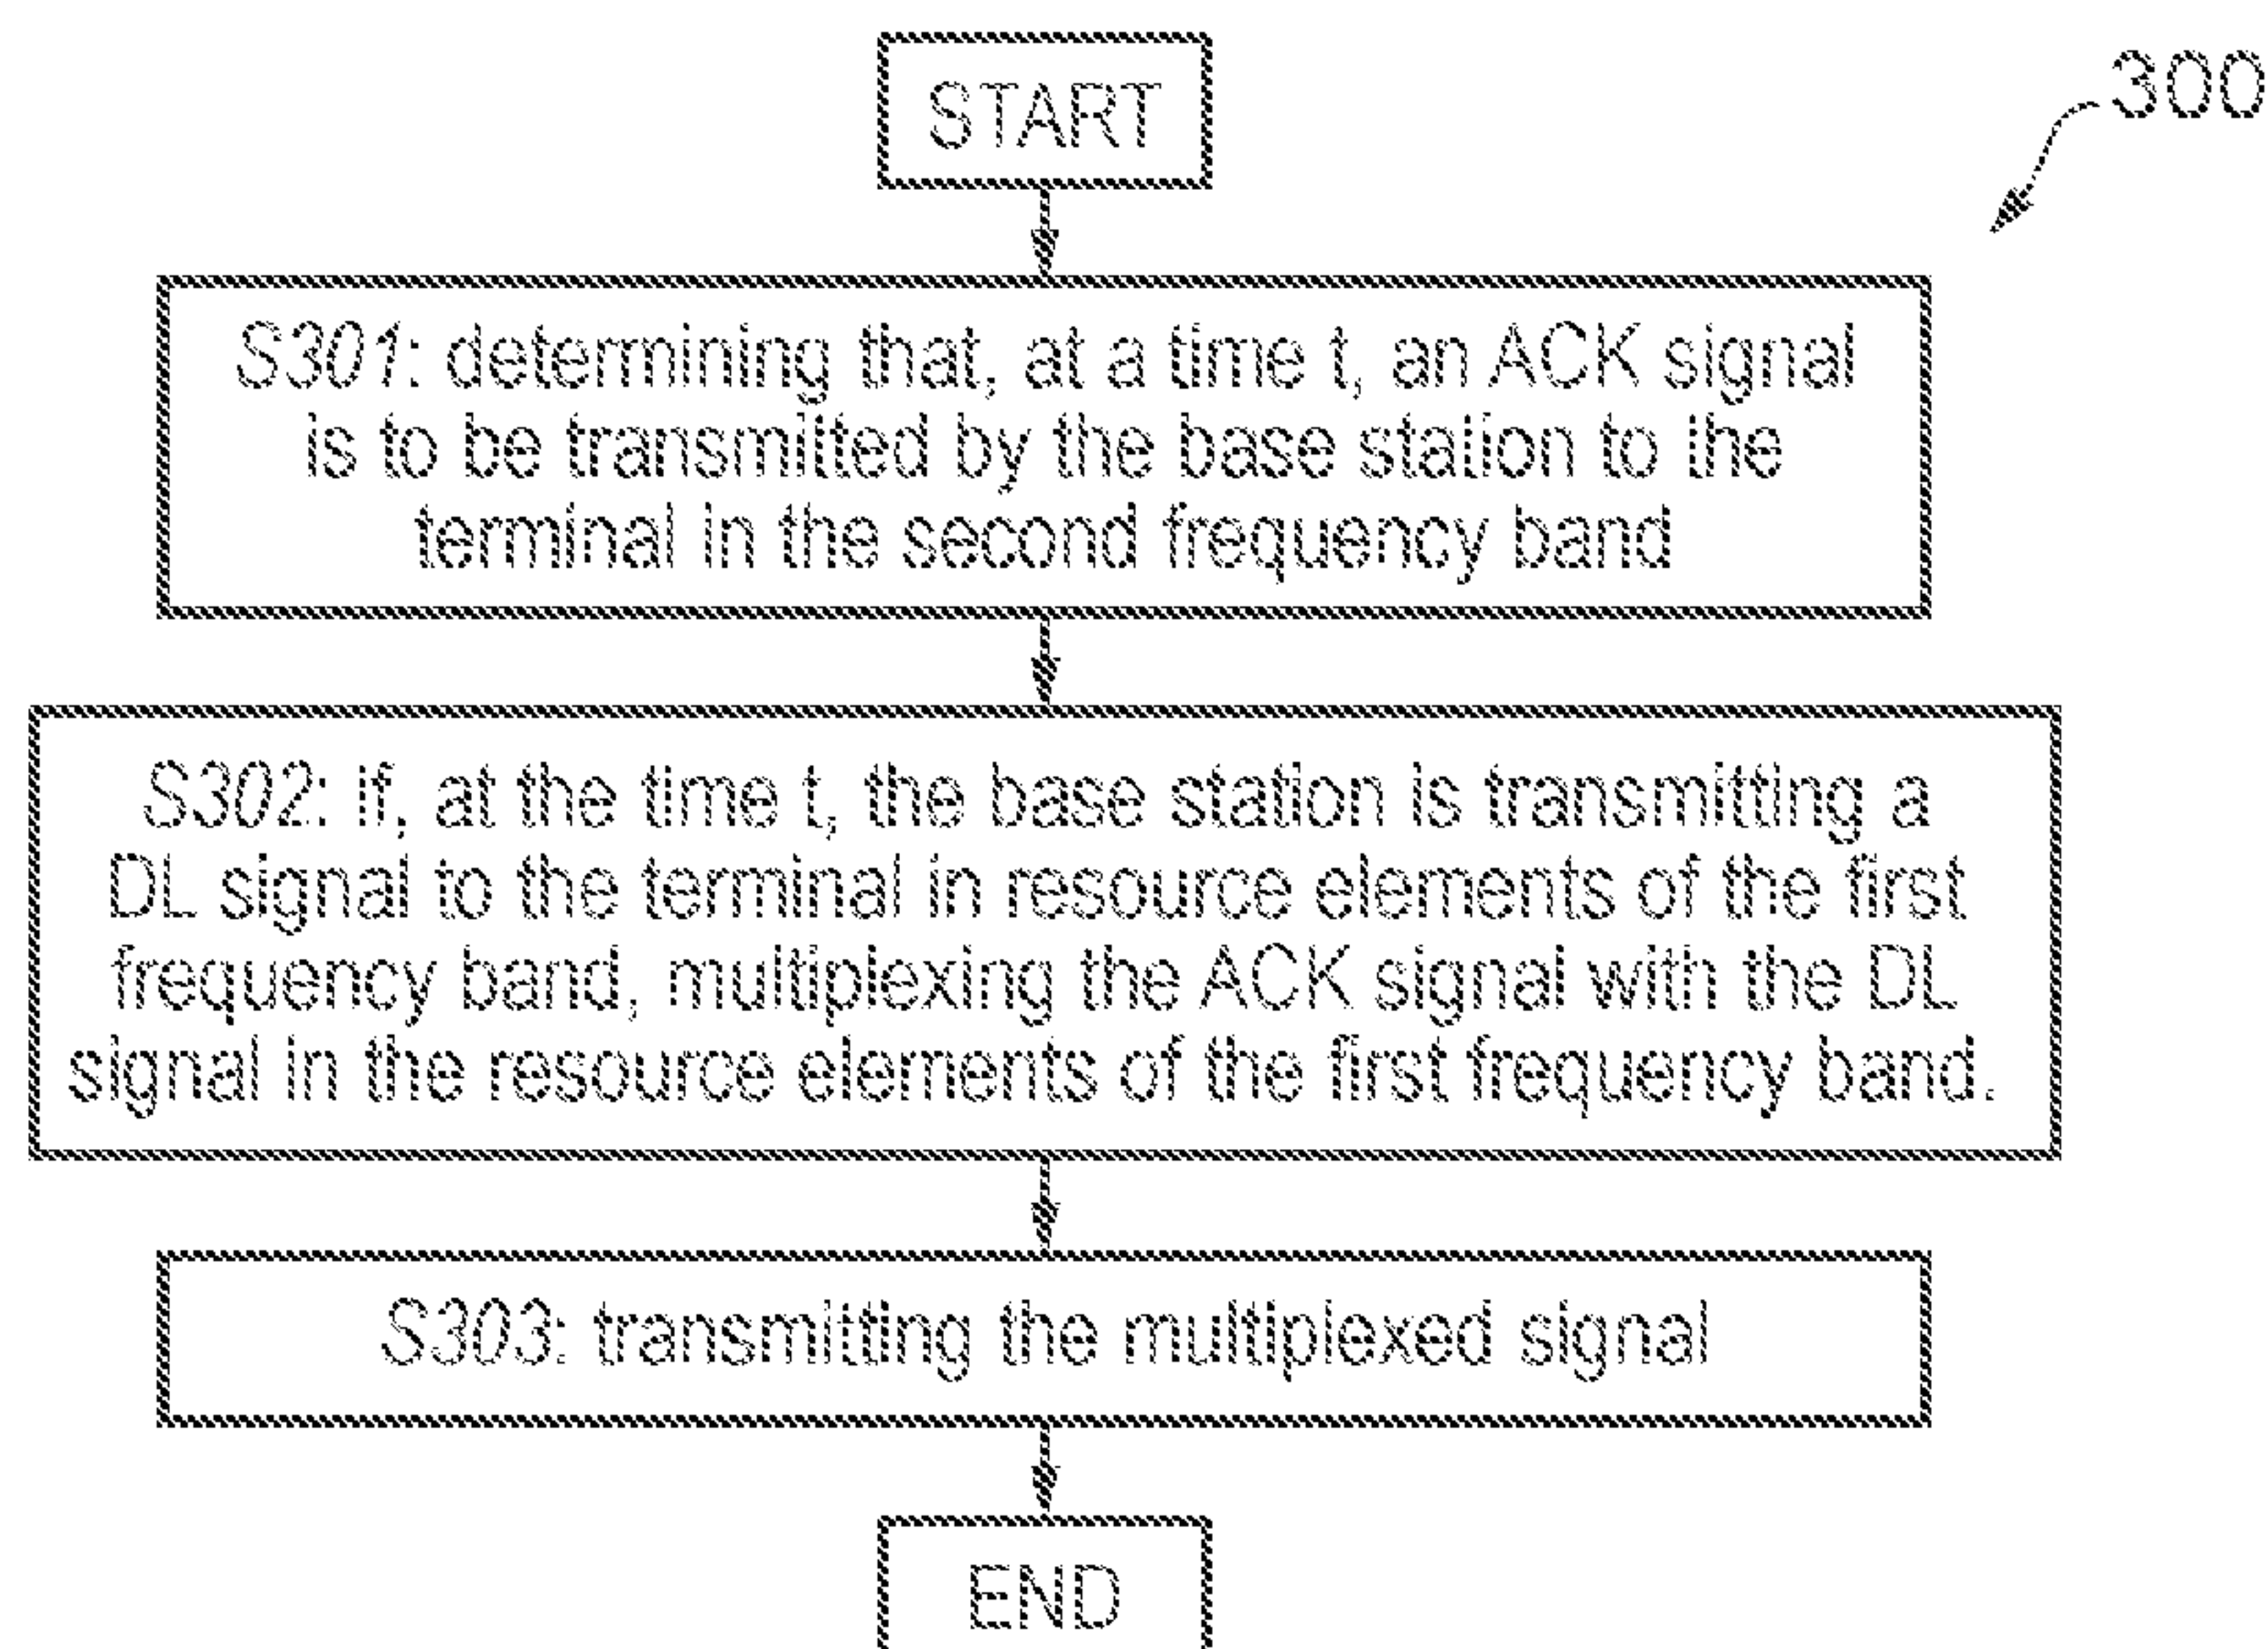 START
300
S301: determining that, at a time t, an ACK signal
is to be transmitted by the base station to the
terminal in the second frequency band
S302: if, at the time t, the base station is transmitting a
DL signal to the terminal in resource elements of the first
frequency band, multiplexing the ACK signal with the DL
signal in the resource elements of the first frequency band.
S303: transmitting the multiplexed signal
END